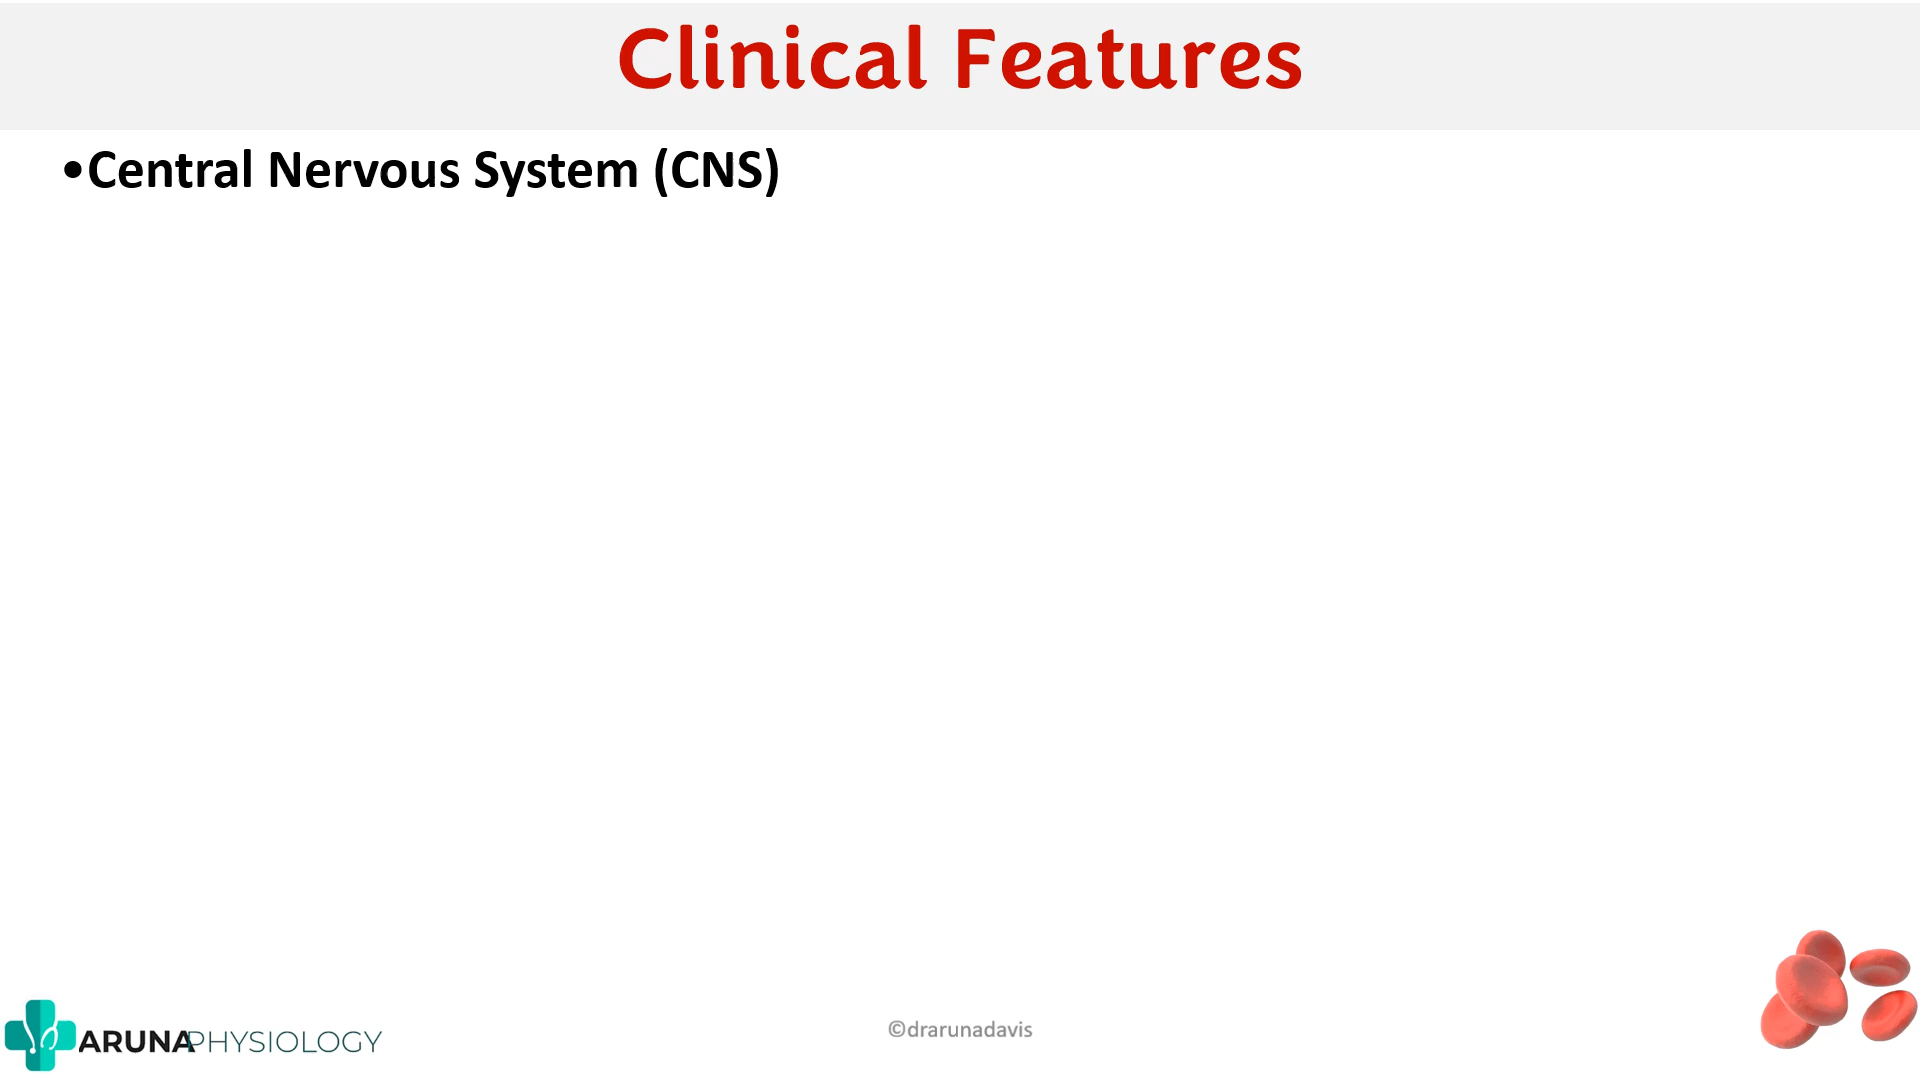 Clinical Features
•Central Nervous System (CNS)
ARUNAPHYSIOLOGY
©drarunadavis